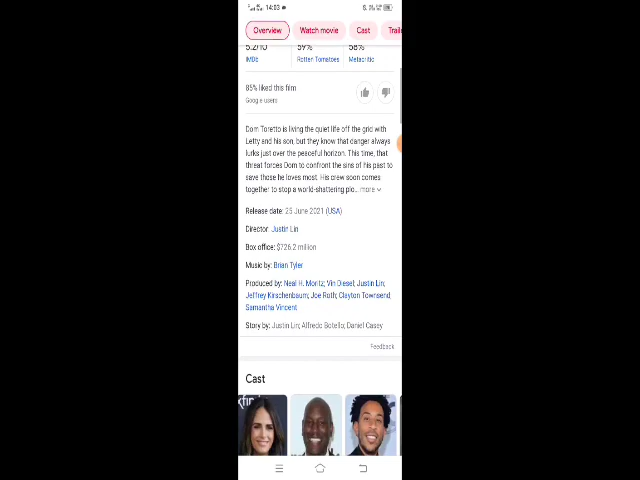 14:03
Overview Watch movie Cast Trail
5.2/10 59% 58%
IMDb Rotten Tomatoes Metacritic
85% liked this film
Google users
Dom Toretto is living the quiet life off the grid with
Letty and his son, but they know that danger always
lurks just over the peaceful horizon. This time, that
threat forces Dom to confront the sins of his past to
save those he loves most. His crew soon comes
together to stop a world-shattering plo... more
Release date: 25 June 2021 (USA)
Director: Justin Lin
Box office: $726.2 million
Music by: Brian Tyler
Produced by: Neal H. Moritz; Vin Diesel; Justin Lin;
Jeffrey Kirschenbaum; Joe Roth; Clayton Townsend;
Samantha Vincent
Story by: Justin Lin; Alfredo Botello; Daniel Casey
Feedback
Cast